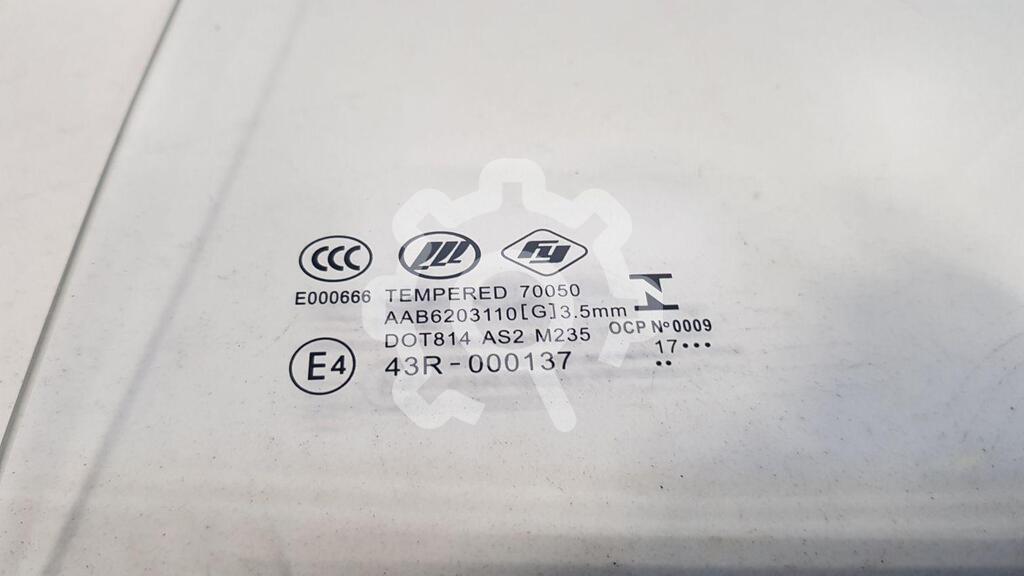 CCC
FY
E000666 TEMPERED 70050
AAB6203110[G]3.5mm
DOT814 AS2 M235
OCP Nº0009
E4 43R-000137
17•••
••